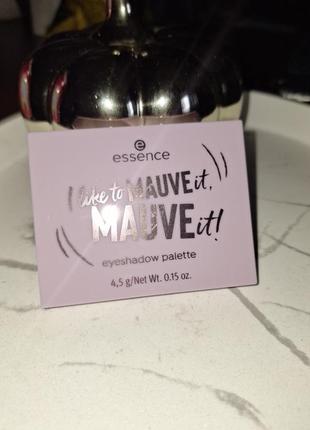 e
essence
like to MAUVE it,
MAUVE it!
eyeshadow palette
4,5 g/Net Wt. 0.15 oz.